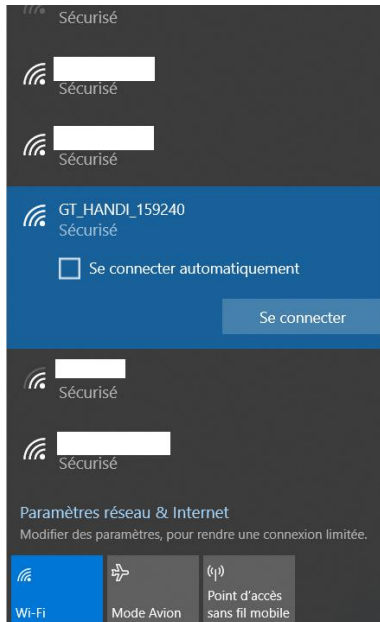 Sécurisé
Sécurisé
Sécurisé
GT_HANDI_159240
Sécurisé
Se connecter automatiquement
Se connecter
Sécurisé
Sécurisé
Paramètres réseau & Internet
Modifier des paramètres, pour rendre une connexion limitée.
Wi-Fi
Mode Avion
Point d'accès
sans fil mobile